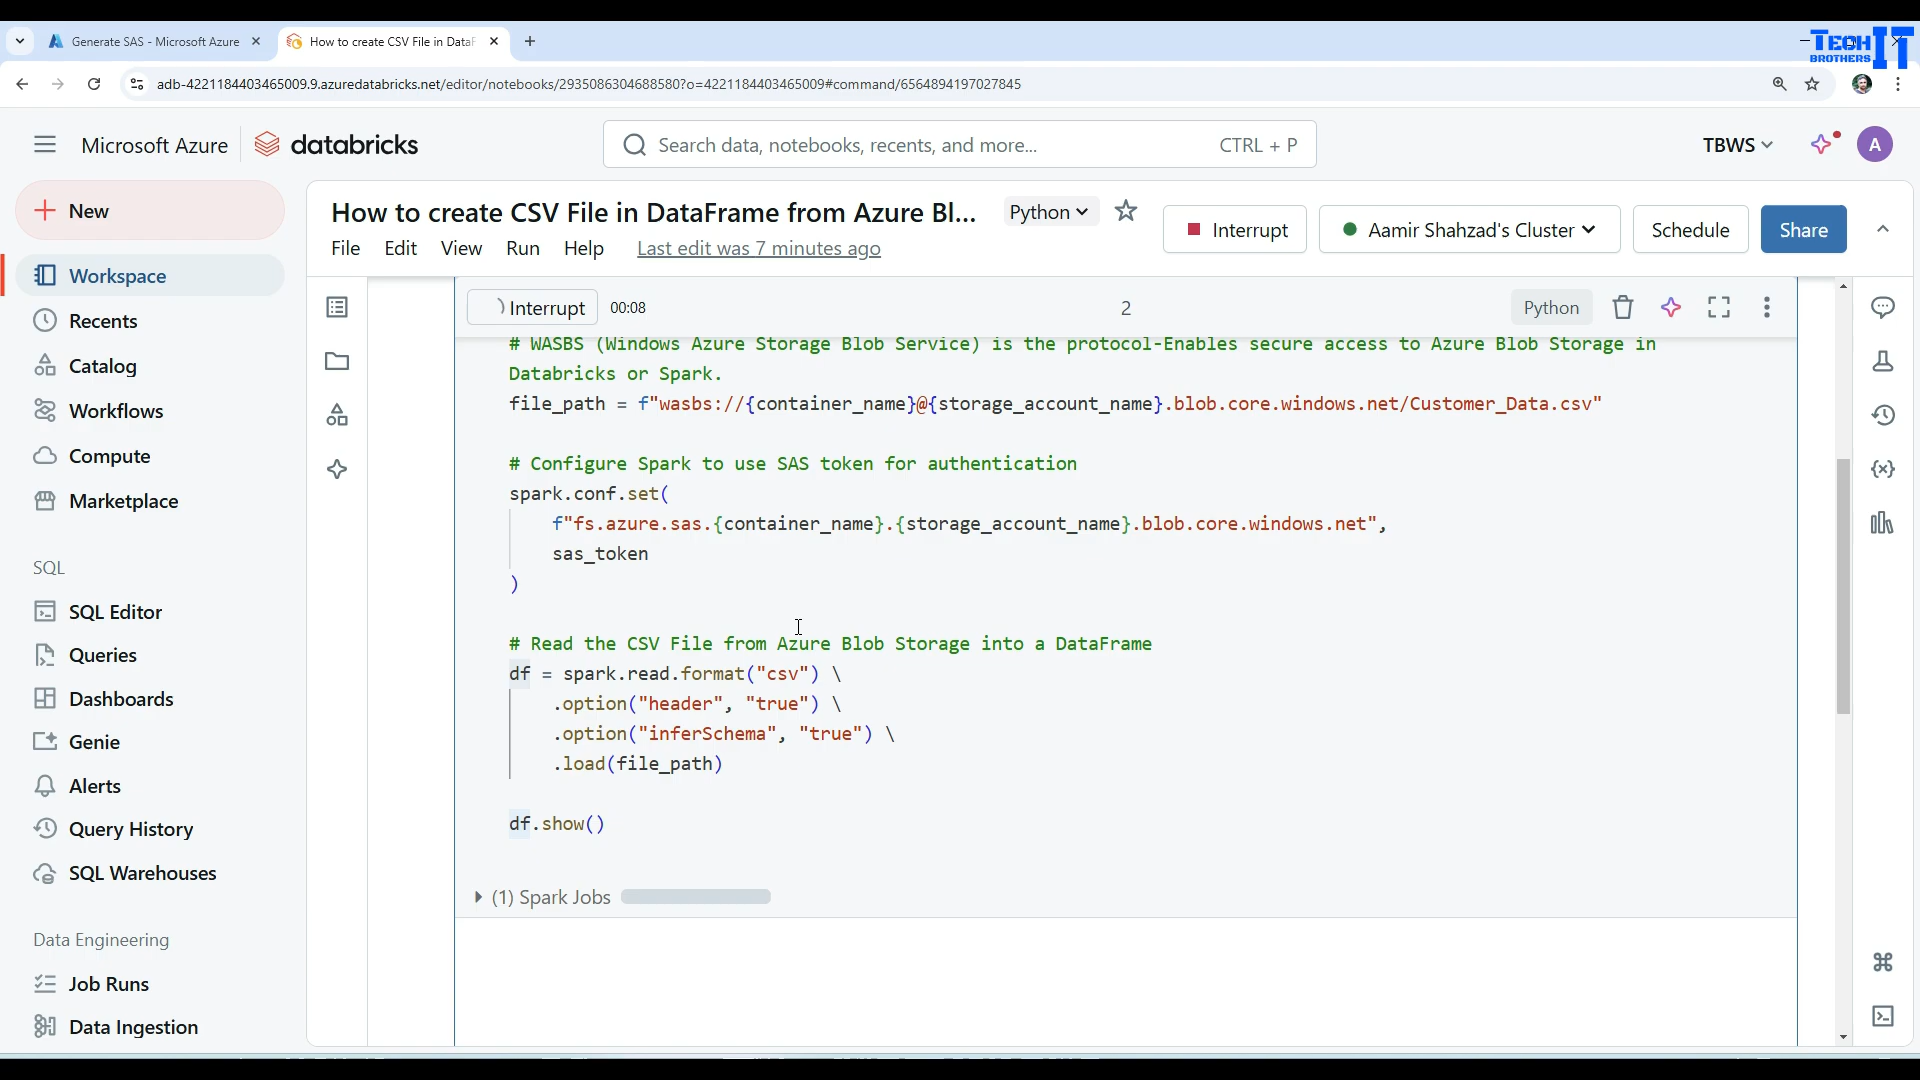 Generate SAS - Microsoft Azure
How to create CSV File in DataF
TECH IT
BROTHERS
adb-4221184403465009.9.azuredatabricks.net/editor/notebooks/2935086304688580?o=4221184403465009#command/6564894197027845
Microsoft Azure
databricks
Search data, notebooks, recents, and more...
CTRL + P
TBWS
A
New
Workspace
Recents
Catalog
Workflows
Compute
Marketplace
SQL
SQL Editor
Queries
Dashboards
Genie
Alerts
Query History
SQL Warehouses
Data Engineering
Job Runs
Data Ingestion
How to create CSV File in DataFrame from Azure Bl...
Python
File Edit View Run Help Last edit was 7 minutes ago
Interrupt
Aamir Shahzad's Cluster
Schedule
Share
Interrupt 00:08
2
Python
# WASBS (Windows Azure Storage Blob Service) is the protocol-Enables secure access to Azure Blob Storage in
Databricks or Spark.
file_path = f"wasbs://{container_name}@{storage_account_name}.blob.core.windows.net/Customer_Data.csv"
# Configure Spark to use SAS token for authentication
spark.conf.set(
f"fs.azure.sas.{container_name}.{storage_account_name}.blob.core.windows.net",
sas_token
)
# Read the CSV File from Azure Blob Storage into a DataFrame
df = spark.read.format("csv") \
.option("header", "true") \
.option("inferSchema", "true") \
.load(file_path)
df.show()
(1) Spark Jobs